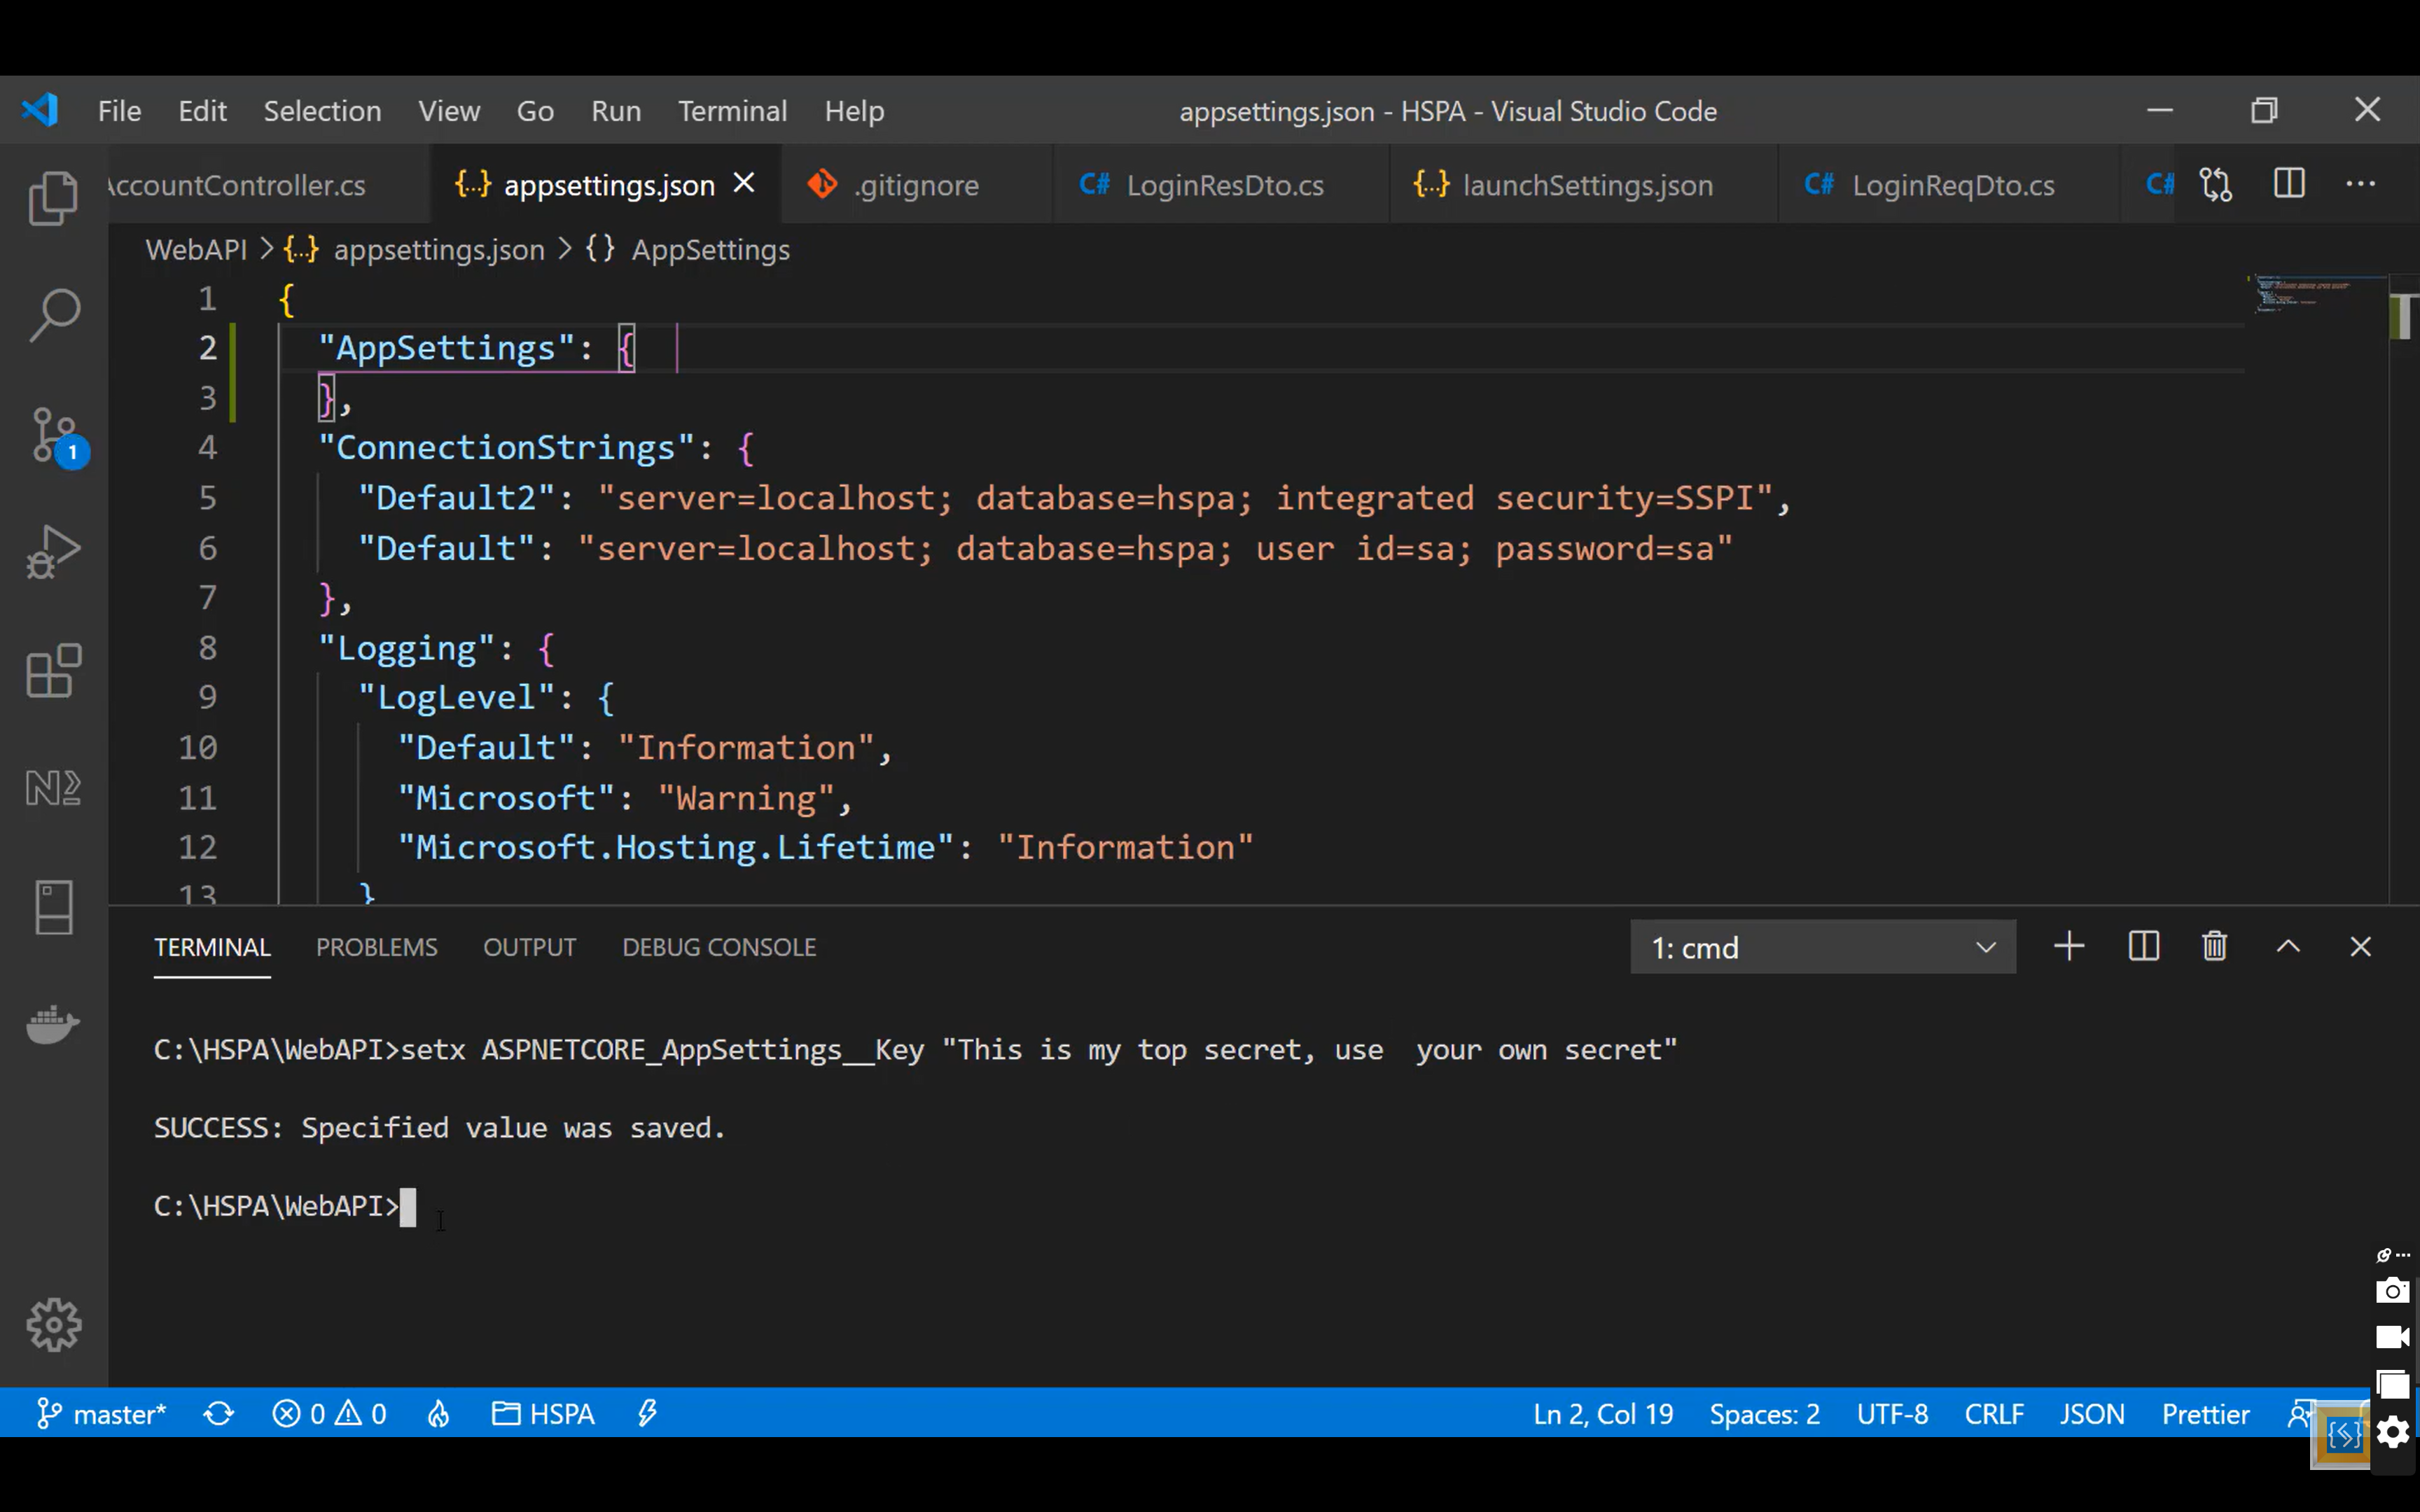 File Edit Selection View Go Run Terminal Help appsettings.json - HSPA - Visual Studio Code
AccountController.cs {..} appsettings.json .gitignore C# LoginResDto.cs {..} launchSettings.json C# LoginReqDto.cs C#
WebAPI > {..} appsettings.json > {} AppSettings
1 {
2 "AppSettings": {
3 },
4 "ConnectionStrings": {
5 "Default2": "server=localhost; database=hspa; integrated security=SSPI",
6 "Default": "server=localhost; database=hspa; user id=sa; password=sa"
7 },
8 "Logging": {
9 "LogLevel": {
10 "Default": "Information",
11 "Microsoft": "Warning",
12 "Microsoft.Hosting.Lifetime": "Information"
13 }
1
TERMINAL PROBLEMS OUTPUT DEBUG CONSOLE 1: cmd
C:\HSPA\WebAPI>setx ASPNETCORE_AppSettings__Key "This is my top secret, use  your own secret"
SUCCESS: Specified value was saved.
C:\HSPA\WebAPI>
master* 0 0 HSPA Ln 2, Col 19 Spaces: 2 UTF-8 CRLF JSON Prettier